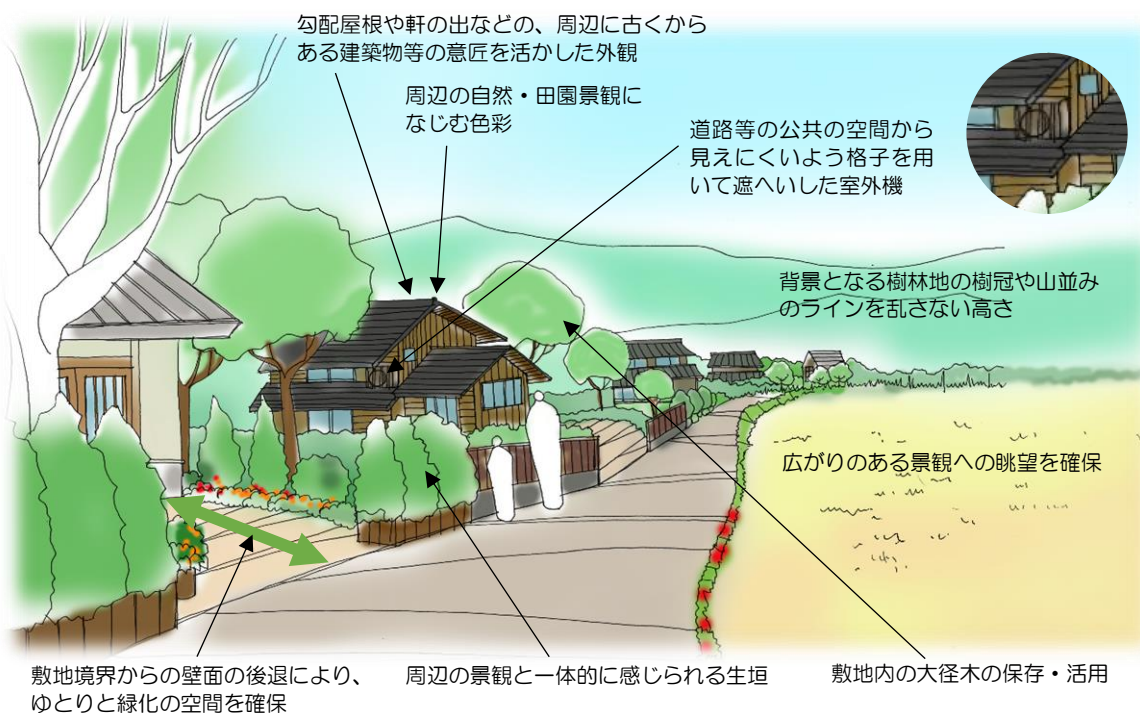 勾配屋根や軒の出などの、周辺に古くから
ある建築物等の意匠を活かした外観
周辺の自然・田園景観に
なじむ色彩
道路等の公共の空間から
見えにくいよう格子を用
いて遮へいした室外機
背景となる樹林地の樹冠や山並み
のラインを乱さない高さ
広がりのある景観への眺望を確保
敷地境界からの壁面の後退により、
ゆとりと緑化の空間を確保
周辺の景観と一体的に感じられる生垣
敷地内の大径木の保存・活用